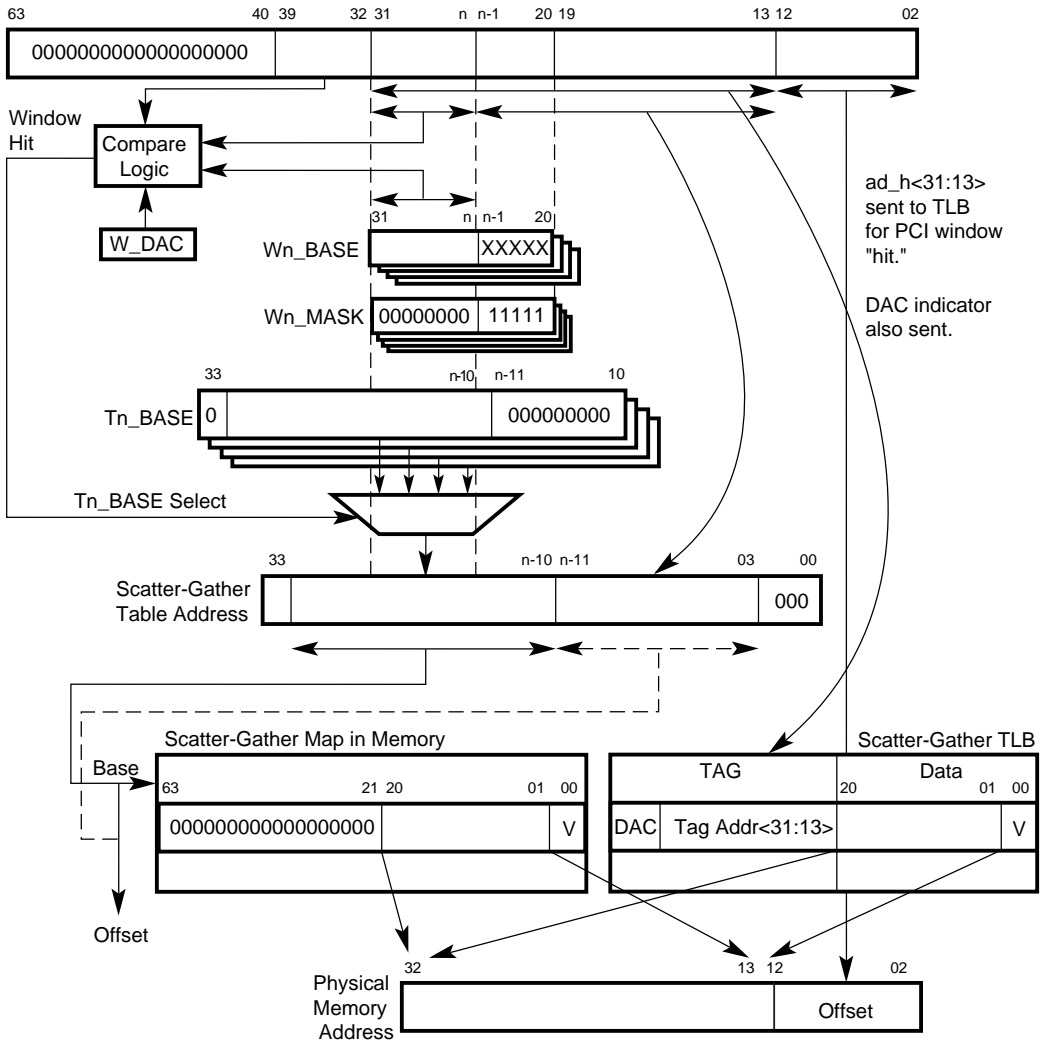 63 40 39 32 31 n n-1 20 19 13 12 02
0000000000000000000
Window
Hit
Compare
Logic
W_DAC
ad_h<31:13>
sent to TLB
for PCI window
"hit."
DAC indicator
also sent.
31 n n-1 20
Wn_BASE
XXXXX
Wn_MASK
00000000 11111
33 n-10 n-11 10
Tn_BASE
0 000000000
Tn_BASE Select
33 n-10 n-11 03 00
Scatter-Gather
Table Address
000
Scatter-Gather Map in Memory
Scatter-Gather TLB
Base
TAG Data
63 21 20 01 00
20 01 00
000000000000000000 V
DAC Tag Addr<31:13> V
Offset
32 13 12 02
Physical
Memory
Address
Offset